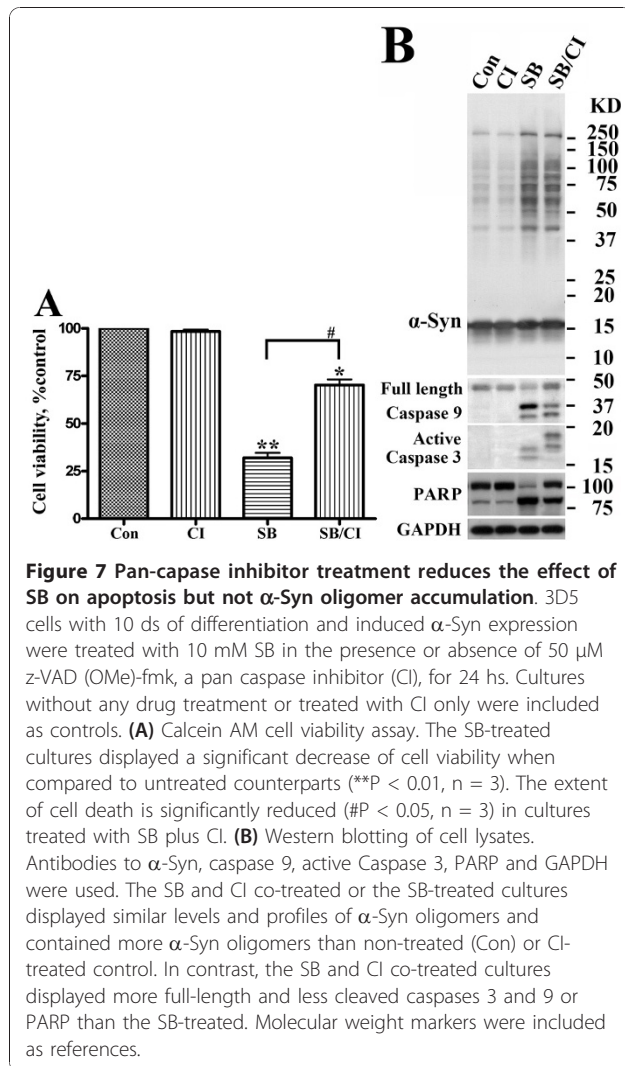 B
Con CI SB SB/CI
KD
250
150
100
75
50
37
25
20
α-Syn 15
10
Full length 50
Caspase 9 37
20
Active
Caspase 3
15
PARP 100
75
GAPDH
A
Cell viability, %control
100
75
50
25
0
#
**
*
Con CI SB SB/CI
Figure 7 Pan-capase inhibitor treatment reduces the effect of
SB on apoptosis but not α-Syn oligomer accumulation. 3D5
cells with 10 ds of differentiation and induced α-Syn expression
were treated with 10 mM SB in the presence or absence of 50 μM
z-VAD (OMe)-fmk, a pan caspase inhibitor (CI), for 24 hs. Cultures
without any drug treatment or treated with CI only were included
as controls. (A) Calcein AM cell viability assay. The SB-treated
cultures displayed a significant decrease of cell viability when
compared to untreated counterparts (**P < 0.01, n = 3). The extent
of cell death is significantly reduced (#P < 0.05, n = 3) in cultures
treated with SB plus CI. (B) Western blotting of cell lysates.
Antibodies to α-Syn, caspase 9, active Caspase 3, PARP and GAPDH
were used. The SB and CI co-treated or the SB-treated cultures
displayed similar levels and profiles of α-Syn oligomers and
contained more α-Syn oligomers than non-treated (Con) or CI-
treated control. In contrast, the SB and CI co-treated cultures
displayed more full-length and less cleaved caspases 3 and 9 or
PARP than the SB-treated. Molecular weight markers were included
as references.